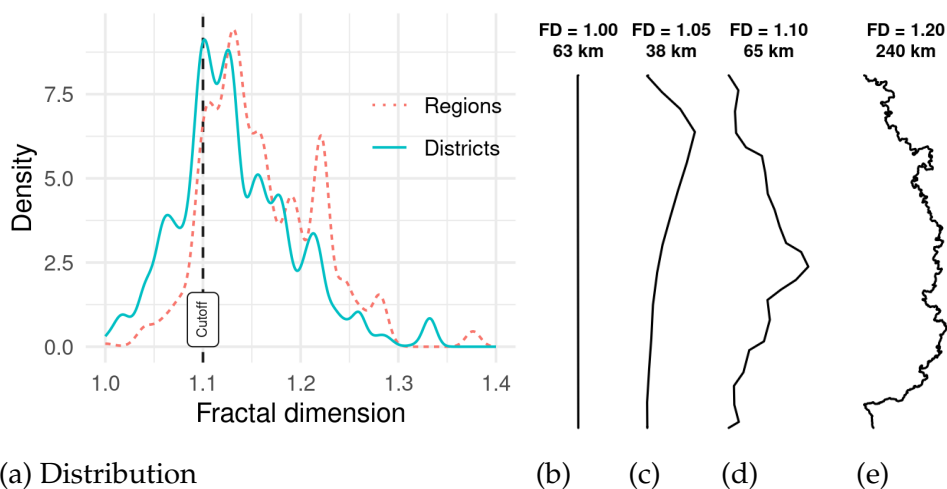 Density
7.5
5.0
2.5
0.0
1.0 1.1 1.2 1.3 1.4
Fractal dimension
Regions
Districts
Cutoff
FD = 1.00
63 km
FD = 1.05
38 km
FD = 1.10
65 km
FD = 1.20
240 km
(a) Distribution
(b)
(c)
(d)
(e)